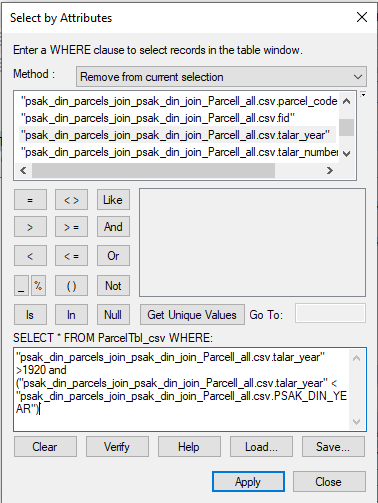 Select by Attributes
Enter a WHERE clause to select records in the table window.
Method : Remove from current selection
"psak_din_parcels_join_psak_din_join_Parcell_all.csv.parcel_code
"psak_din_parcels_join_psak_din_join_Parcell_all.csv.fid"
"psak_din_parcels_join_psak_din_join_Parcell_all.csv.talar_year"
"psak_din_parcels_join_psak_din_join_Parcell_all.csv.talar_number
= < > Like
> > = And
< < = Or
_ % ( ) Not
Is In Null Get Unique Values Go To:
SELECT * FROM ParcelTbl_csv WHERE:
"psak_din_parcels_join_psak_din_join_Parcell_all.csv.talar_year"
>1920 and
("psak_din_parcels_join_psak_din_join_Parcell_all.csv.talar_year" <
"psak_din_parcels_join_psak_din_join_Parcell_all.csv.PSAK_DIN_YE
AR")
Clear Verify Help Load... Save...
Apply Close